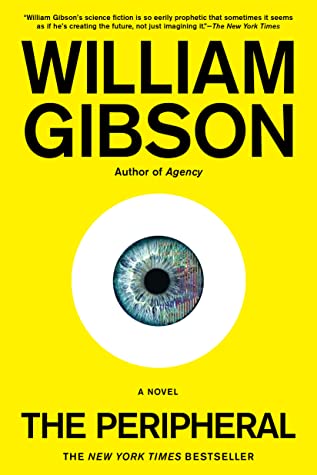 "William Gibson's science fiction is so eerily prophetic that sometimes it seems
as if he's creating the future, not just imagining it."—The New York Times
WILLIAM
GIBSON
Author of Agency
A NOVEL
THE PERIPHERAL
THE NEW YORK TIMES BESTSELLER